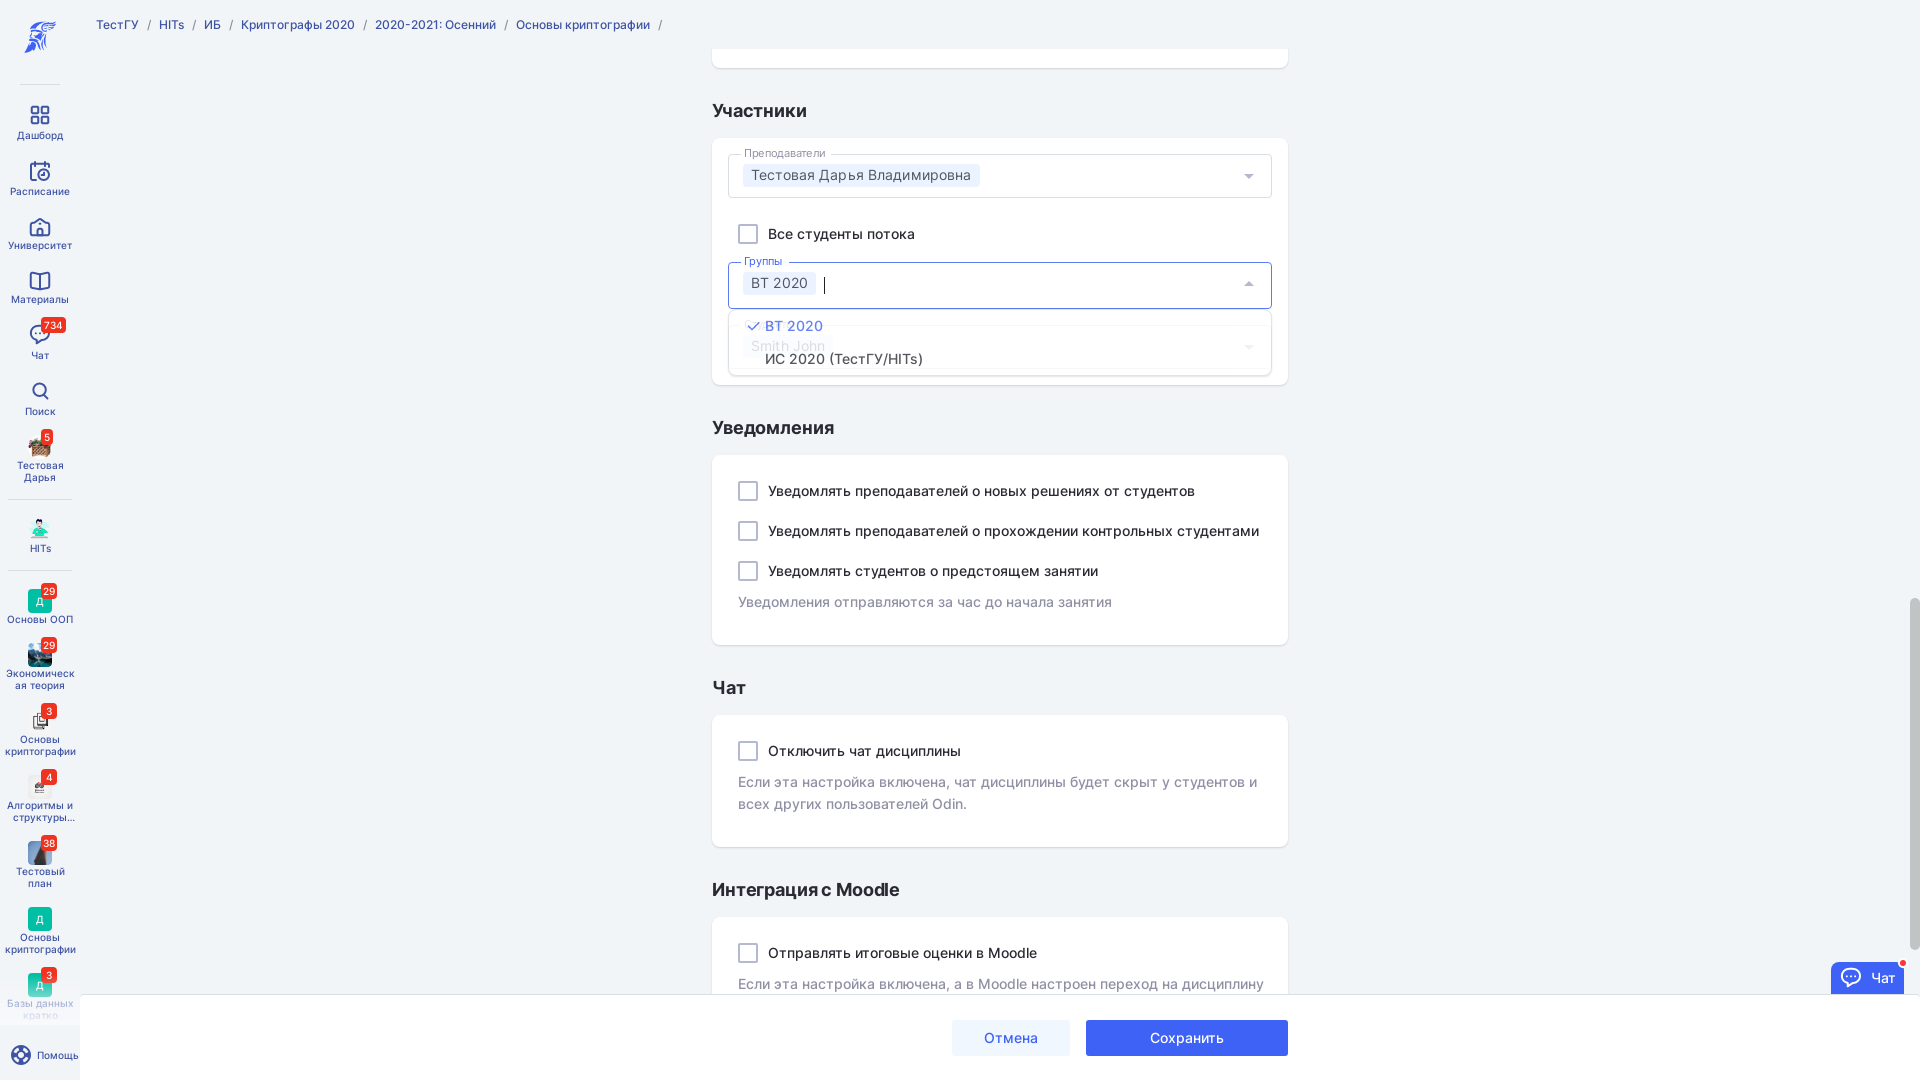 ТестГУ / HITs / ИБ / Криптографы 2020 / 2020-2021: Осенний / Основы криптографии /
Дашборд
Расписание
Университет
Материалы
734
Чат
Поиск
5
Тестовая
Дарья
HITs
29
Д
Основы ООП
29
Экономическ
ая теория
3
Основы
криптографии
4
Алгоритмы и
структуры...
38
Тестовый
план
Д
Основы
криптографии
3
Д
Базы данных
кратко
Помощь
Участники
Преподаватели
Тестовая Дарья Владимировна
Все студенты потока
Группы
ВТ 2020
ВТ 2020
Smith John
ИС 2020 (ТестГУ/HITs)
Уведомления
Уведомлять преподавателей о новых решениях от студентов
Уведомлять преподавателей о прохождении контрольных студентами
Уведомлять студентов о предстоящем занятии
Уведомления отправляются за час до начала занятия
Чат
Отключить чат дисциплины
Если эта настройка включена, чат дисциплины будет скрыт у студентов и
всех других пользователей Odin.
Интеграция с Moodle
Отправлять итоговые оценки в Moodle
Если эта настройка включена, а в Moodle настроен переход на дисциплину
Чат
Отмена
Сохранить